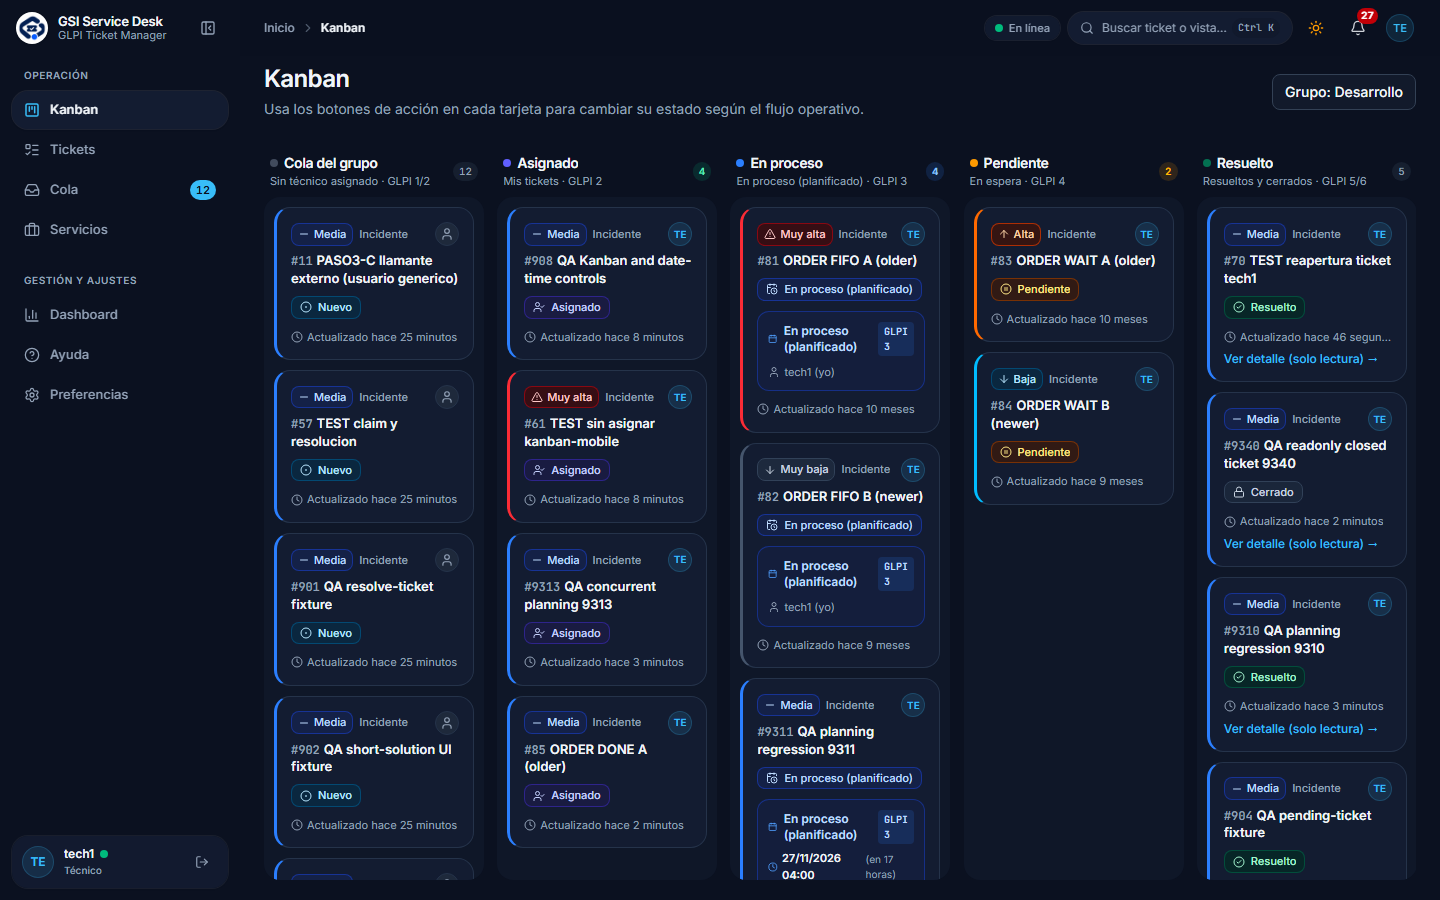 GSI Service Desk
GLPI Ticket Manager
OPERACIÓN
Kanban
Tickets
Cola
12
Servicios
GESTIÓN Y AJUSTES
Dashboard
Ayuda
Preferencias
TE
tech1
Técnico
Inicio
Kanban
En línea
Buscar ticket o vista...
Ctrl K
27
TE
Kanban
Usa los botones de acción en cada tarjeta para cambiar su estado según el flujo operativo.
Grupo: Desarrollo
Cola del grupo
12
Sin técnico asignado · GLPI 1/2
Media
Incidente
#11 PASO3-C llamante
externo (usuario generico)
Nuevo
Actualizado hace 25 minutos
Media
Incidente
#57 TEST claim y
resolucion
Nuevo
Actualizado hace 25 minutos
Media
Incidente
#901 QA resolve-ticket
fixture
Nuevo
Actualizado hace 25 minutos
Media
Incidente
#902 QA short-solution UI
fixture
Nuevo
Actualizado hace 25 minutos
Asignado
4
Mis tickets · GLPI 2
Media
Incidente
TE
#908 QA Kanban and date-
time controls
Asignado
Actualizado hace 8 minutos
Muy alta
Incidente
TE
#61 TEST sin asignar
kanban-mobile
Asignado
Actualizado hace 8 minutos
Media
Incidente
TE
#9313 QA concurrent
planning 9313
Asignado
Actualizado hace 3 minutos
Media
Incidente
TE
#85 ORDER DONE A
(older)
Asignado
Actualizado hace 2 minutos
En proceso
4
En proceso (planificado) · GLPI 3
Muy alta
Incidente
TE
#81 ORDER FIFO A (older)
En proceso (planificado)
En proceso
(planificado)
GLPI
3
tech1 (yo)
Actualizado hace 10 meses
Muy baja
Incidente
TE
#82 ORDER FIFO B (newer)
En proceso (planificado)
En proceso
(planificado)
GLPI
3
tech1 (yo)
Actualizado hace 9 meses
Media
Incidente
TE
#9311 QA planning
regression 9311
En proceso (planificado)
En proceso
(planificado)
GLPI
3
27/11/2026
04:00
(en 17
horas)
Pendiente
2
En espera · GLPI 4
Alta
Incidente
TE
#83 ORDER WAIT A (older)
Pendiente
Actualizado hace 10 meses
Baja
Incidente
TE
#84 ORDER WAIT B
(newer)
Pendiente
Actualizado hace 9 meses
Resuelto
5
Resueltos y cerrados · GLPI 5/6
Media
Incidente
TE
#70 TEST reapertura ticket
tech1
Resuelto
Actualizado hace 46 segun...
Ver detalle (solo lectura) →
Media
Incidente
TE
#9340 QA readonly closed
ticket 9340
Cerrado
Actualizado hace 2 minutos
Ver detalle (solo lectura) →
Media
Incidente
TE
#9310 QA planning
regression 9310
Resuelto
Actualizado hace 3 minutos
Ver detalle (solo lectura) →
Media
Incidente
TE
#904 QA pending-ticket
fixture
Resuelto